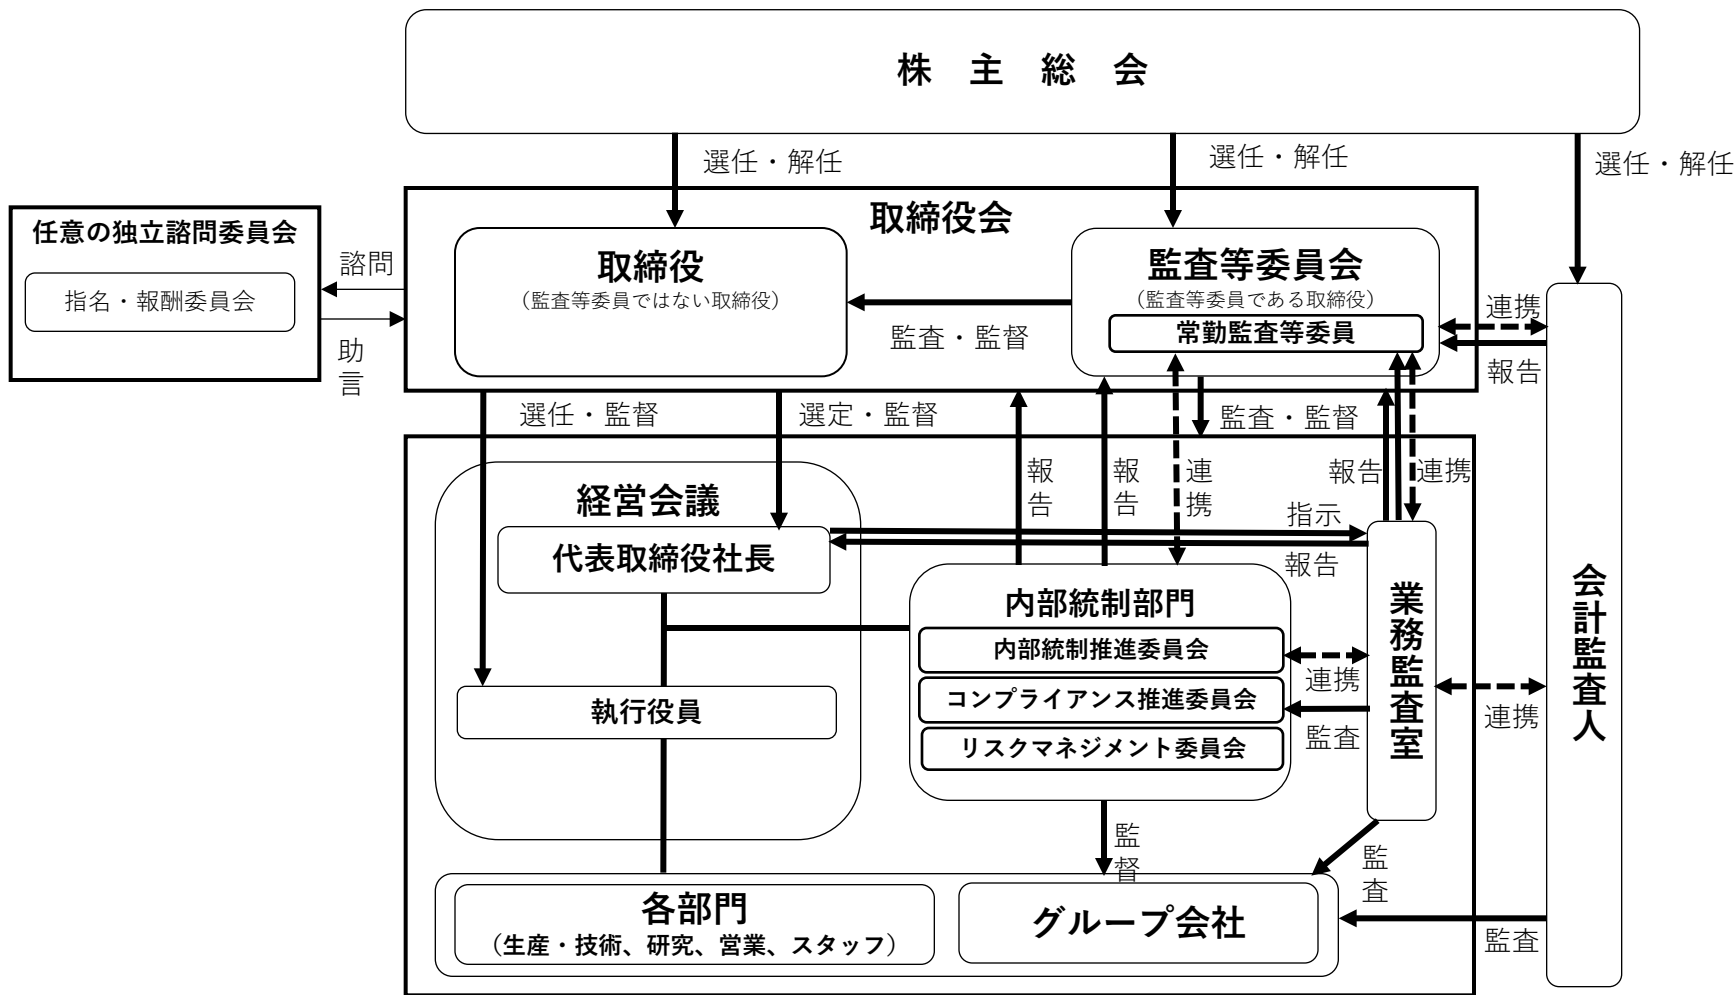 株 主 総 会
選任・解任
選任・解任
選任・解任
取締役会
任意の独立諮問委員会
指名・報酬委員会
諮問
助
言
取締役
（監査等委員ではない取締役）
監査・監督
監査等委員会
（監査等委員である取締役）
常勤監査等委員
連携
報告
選任・監督
選定・監督
監査・監督
報
告
報
告
連
携
報告
連携
経営会議
代表取締役社長
指示
報告
執行役員
内部統制部門
内部統制推進委員会
コンプライアンス推進委員会
リスクマネジメント委員会
連携
監査
業
務
監
査
室
連携
会
計
監
査
人
監
督
監
査
監査
各部門
（生産・技術、研究、営業、スタッフ）
グループ会社